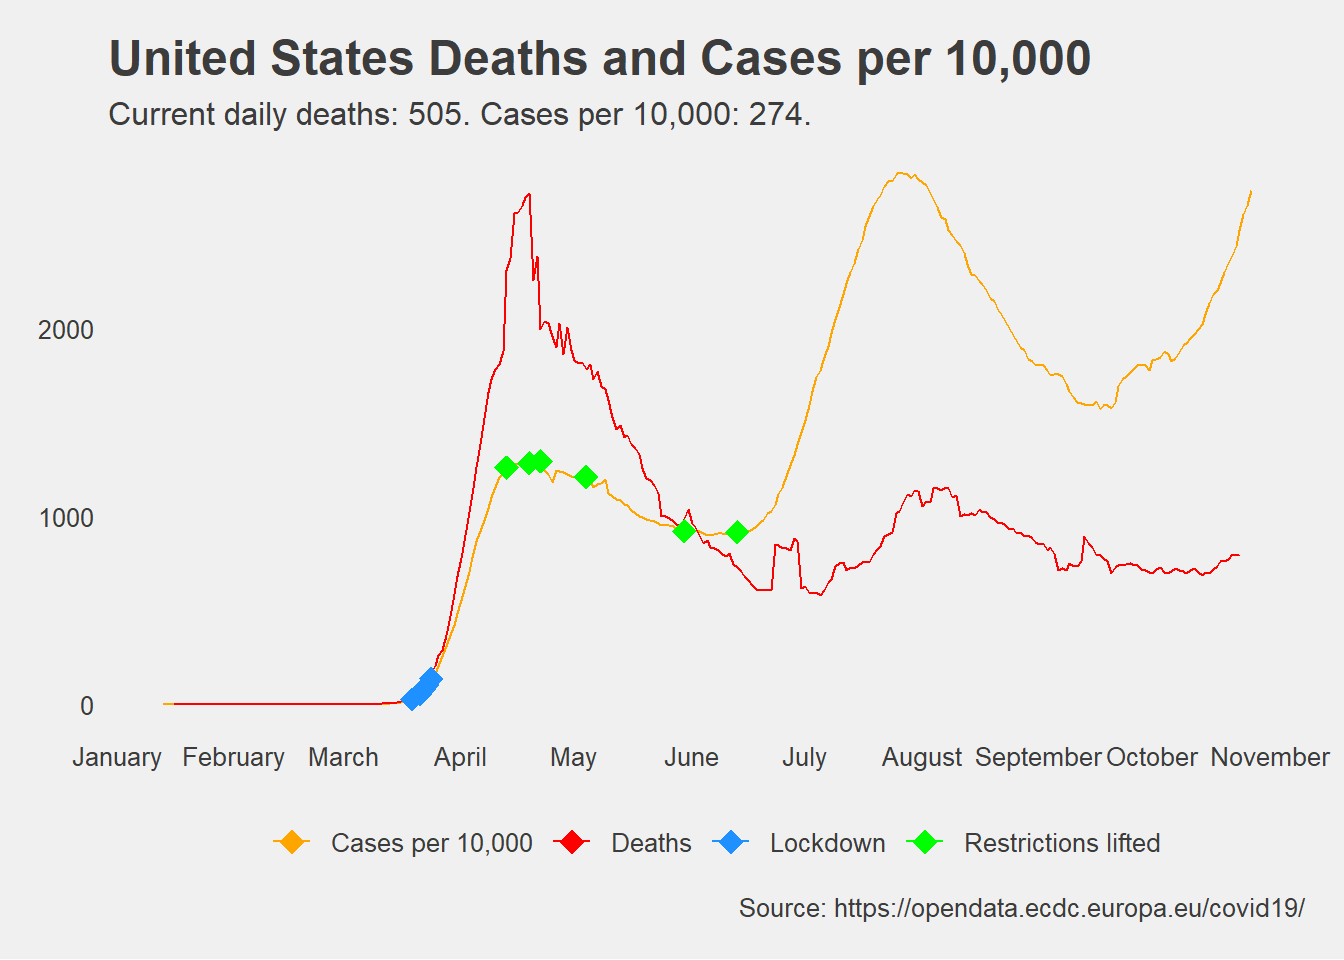 United States Deaths and Cases per 10,000
Current daily deaths: 505. Cases per 10,000: 274.
2000
1000
0
January February March April May June July August September October November
Cases per 10,000 Deaths Lockdown Restrictions lifted
Source: https://opendata.ecdc.europa.eu/covid19/